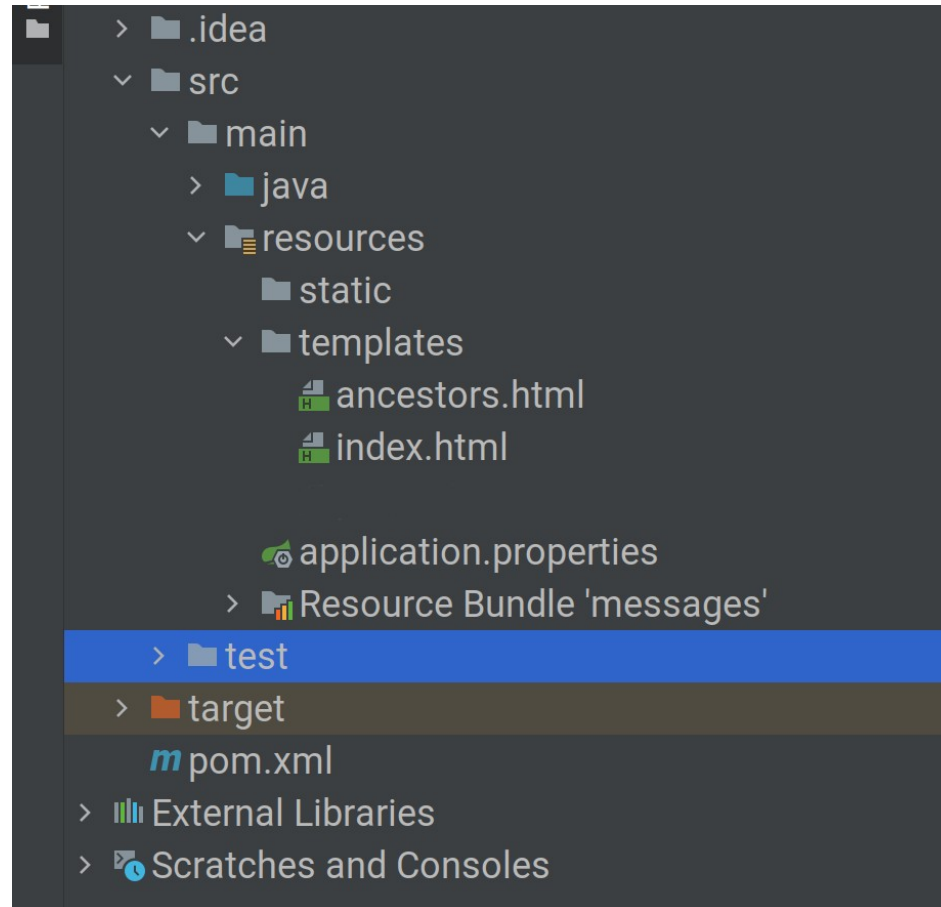 .idea
src
main
java
resources
static
templates
ancestors.html
index.html
application.properties
Resource Bundle 'messages'
test
target
pom.xml
External Libraries
Scratches and Consoles